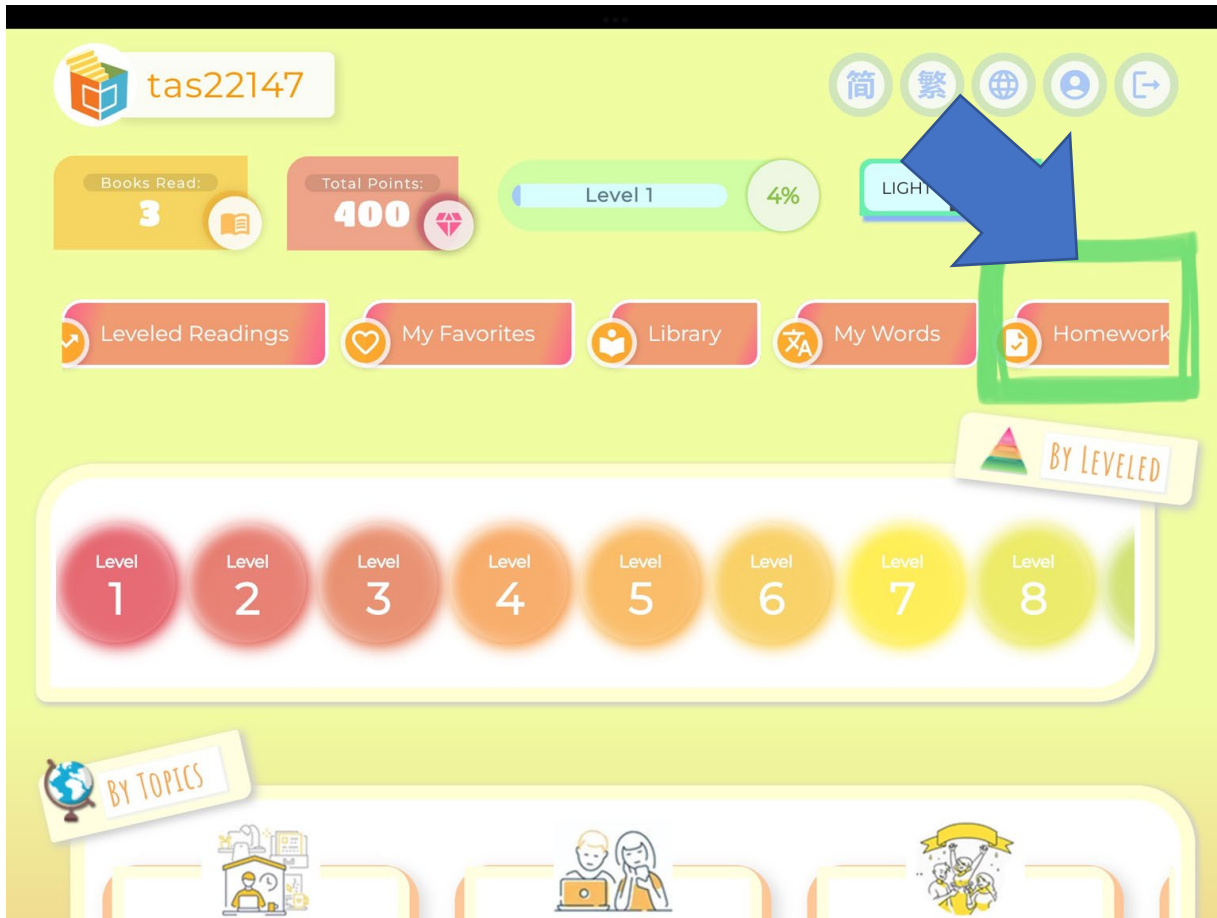 tas22147
简 繁
Books Read:
3
Total Points:
400
Level 1
4%
LIGHT
Leveled Readings
My Favorites
Library
My Words
Homework
BY LEVELED
Level 1
Level 2
Level 3
Level 4
Level 5
Level 6
Level 7
Level 8
BY TOPICS